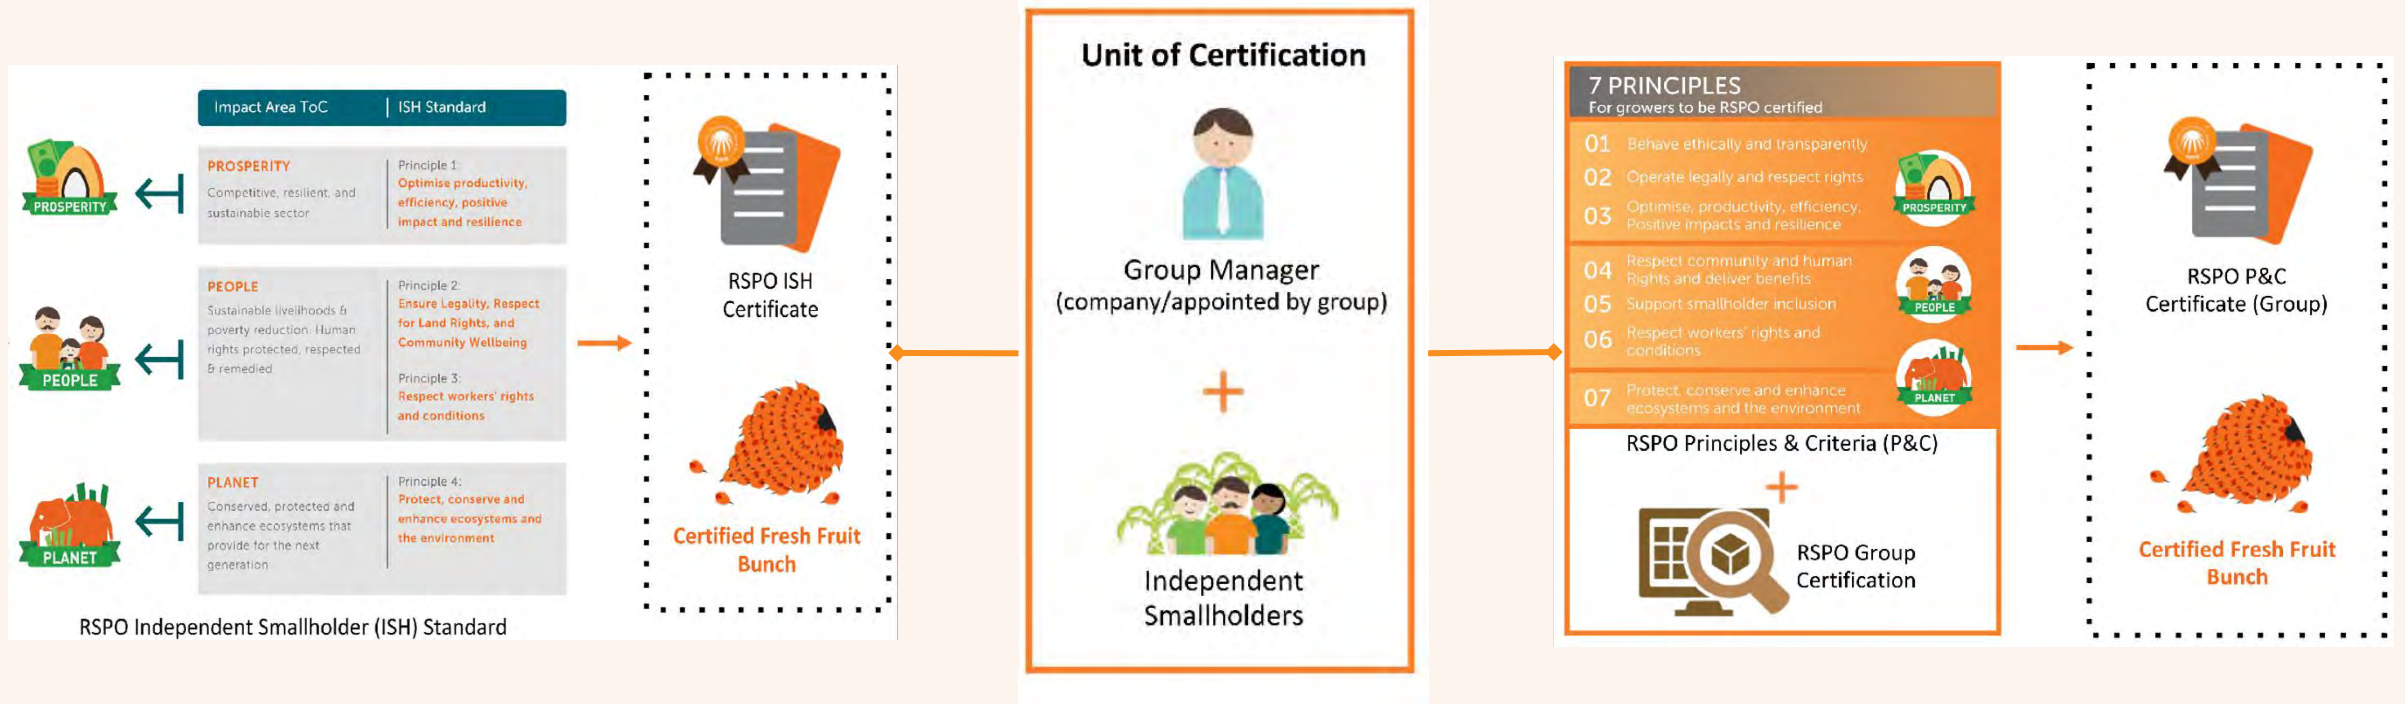 Impact Area ToC
ISH Standard
PROSPERITY
PROSPERITY
Competitive, resilient, and
sustainable sector
Principle 1:
Optimise productivity,
efficiency, positive
impact and resilience
PEOPLE
PEOPLE
Sustainable livelihoods &
poverty reduction. Human
rights protected, respected
& remedied
Principle 2:
Ensure Legality, Respect
for Land Rights, and
Community Wellbeing
Principle 3:
Respect workers' rights
and conditions
PLANET
PLANET
Conserved, protected and
enhance ecosystems that
provide for the next
generation
Principle 4:
Protect, conserve and
enhance ecosystems and
the environment
RSPO Independent Smallholder (ISH) Standard
RSPO ISH
Certificate
Certified Fresh Fruit
Bunch
Unit of Certification
Group Manager
(company/appointed by group)
+
Independent
Smallholders
7 PRINCIPLES
For growers to be RSPO certified
01 Behave ethically and transparently
02 Operate legally and respect rights
03 Optimise, productivity, efficiency,
Positive impacts and resilience
PROSPERITY
04 Respect community and human
Rights and deliver benefits
05 Support smallholder inclusion
06 Respect workers' rights and
conditions
PEOPLE
07 Protect, conserve and enhance
ecosystems and the environment
PLANET
RSPO Principles & Criteria (P&C)
+
RSPO Group
Certification
RSPO P&C
Certificate (Group)
Certified Fresh Fruit
Bunch